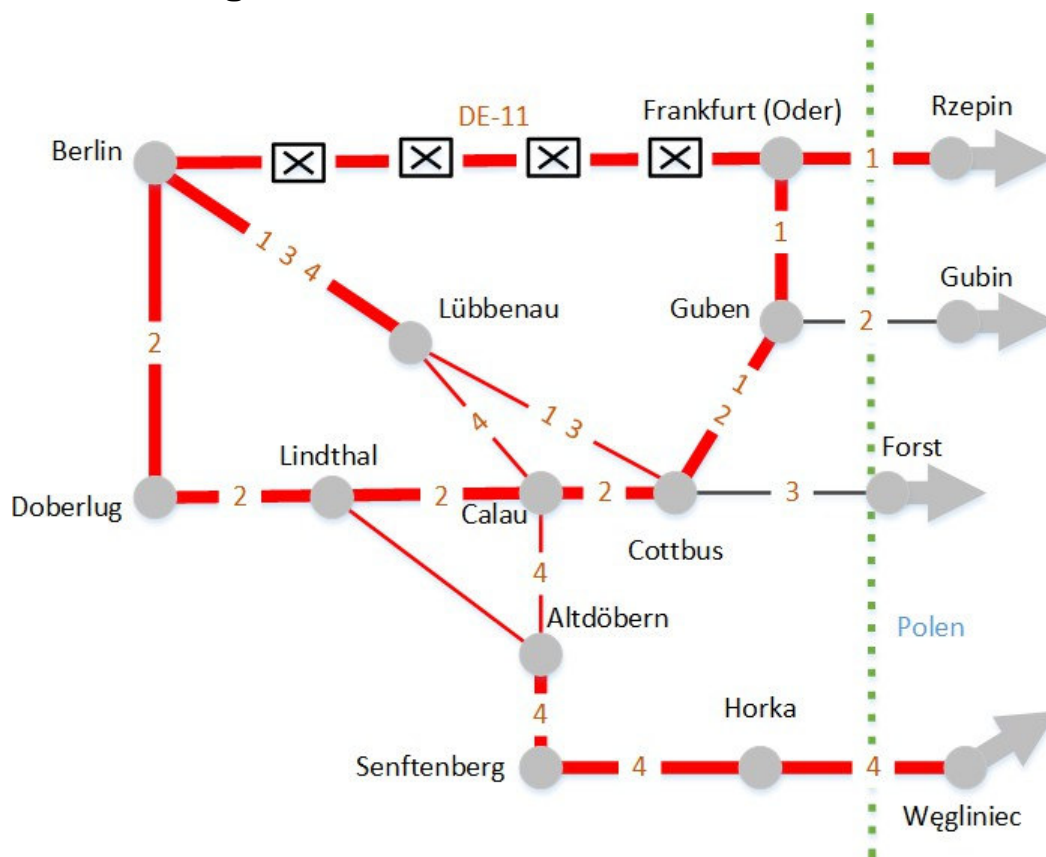 Frankfurt (Oder)
Rzepin
DE-11
Berlin
1
1
Gubin
1 3 4
Lübbenau
Guben
2
2
1
2
4
1 3
Forst
Lindthal
Doberlug
2
2
2
3
Calau
Cottbus
4
Altdöbern
Polen
4
Horka
Senftenberg
4
4
Węgliniec